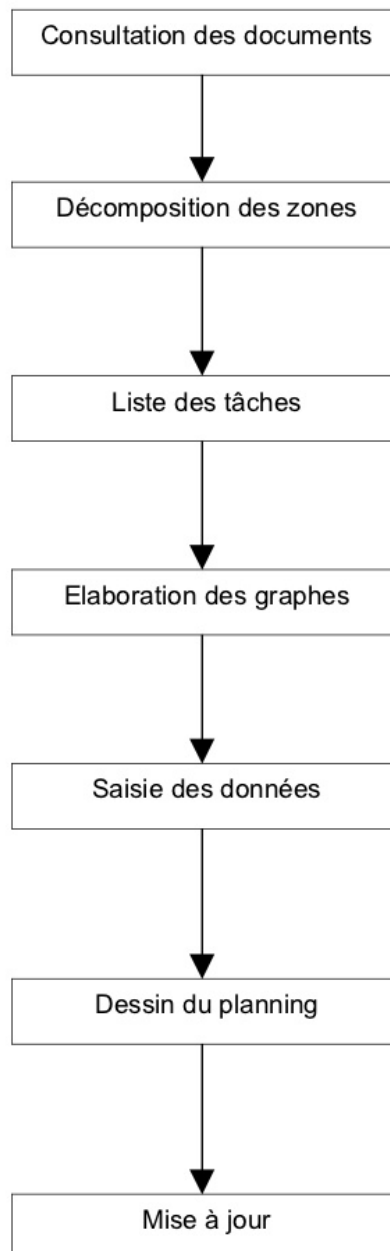 Consultation des documents
Décomposition des zones
Liste des tâches
Elaboration des graphes
Saisie des données
Dessin du planning
Mise à jour